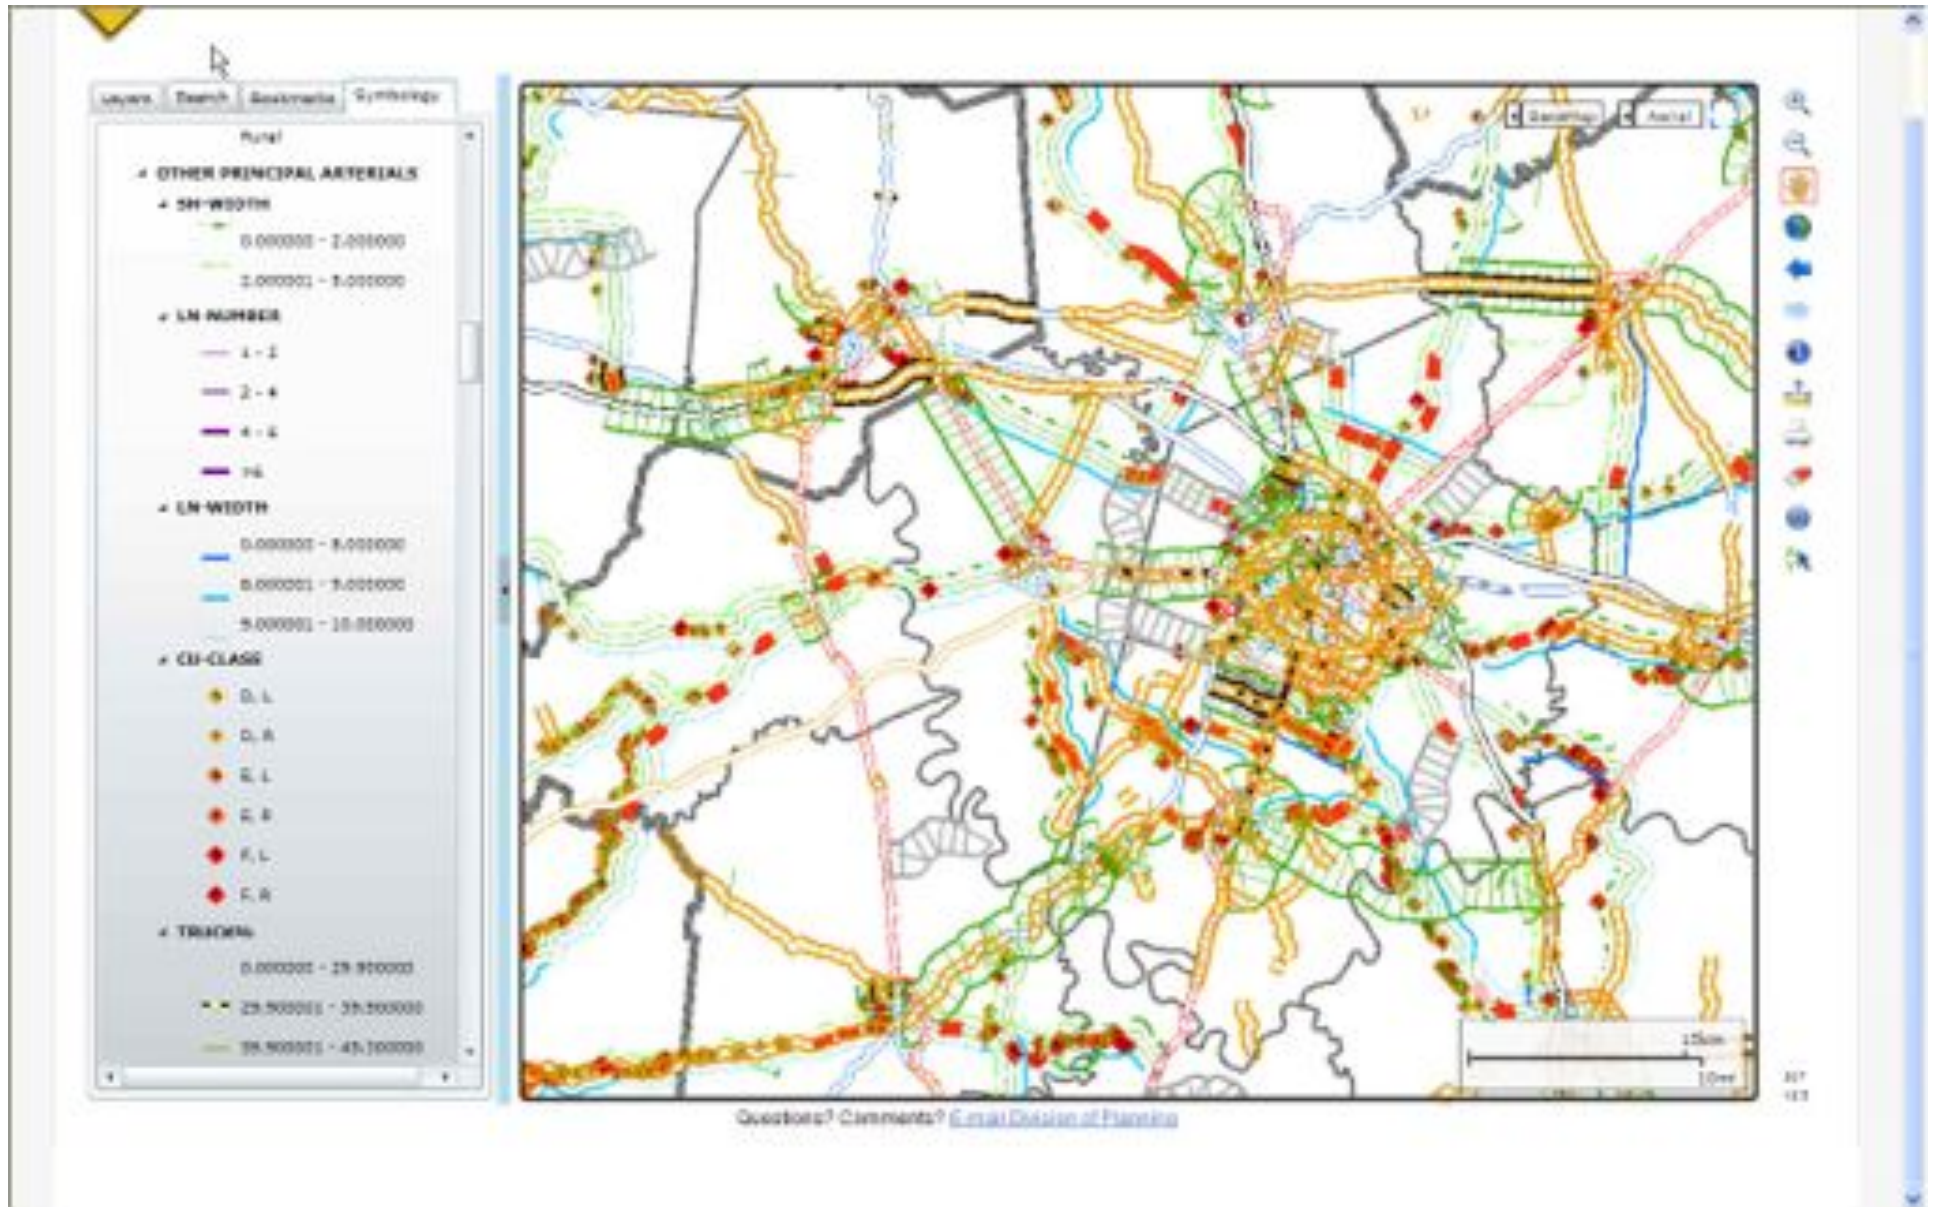 Layers Search Bookmarks Symbology
Rural
OTHER PRINCIPAL ARTERIALS
SH-WIDTH
0.000000 - 2.000000
2.000001 - 5.000000
LN-NUMBER
1 - 2
2 - 4
4 - 6
>6
LN-WIDTH
0.000000 - 8.000000
8.000001 - 9.000000
9.000001 - 10.000000
CU-CLASS
D, L
D, R
E, L
E, R
F, L
F, R
TRUCK%
0.000000 - 29.900000
29.900001 - 39.900000
Basemap Aerial
15km
10mi
Questions? Comments? E-mail Division of Planning